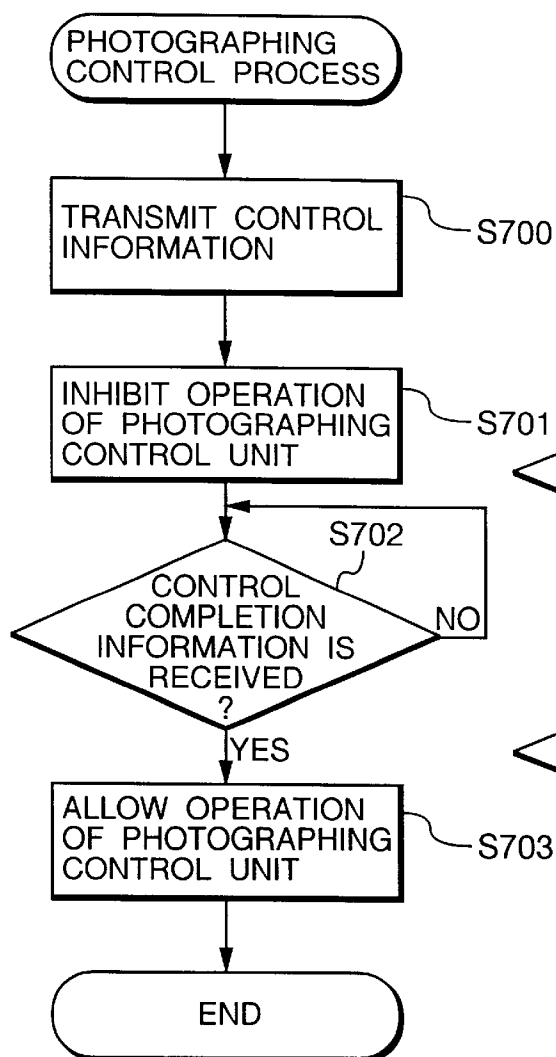 PHOTOGRAPHING
CONTROL PROCESS
TRANSMIT CONTROL
INFORMATION
S700
INHIBIT OPERATION
OF PHOTOGRAPHING
CONTROL UNIT
S701
S702
CONTROL
COMPLETION
INFORMATION IS
RECEIVED
?
NO
YES
ALLOW OPERATION
OF PHOTOGRAPHING
CONTROL UNIT
S703
END